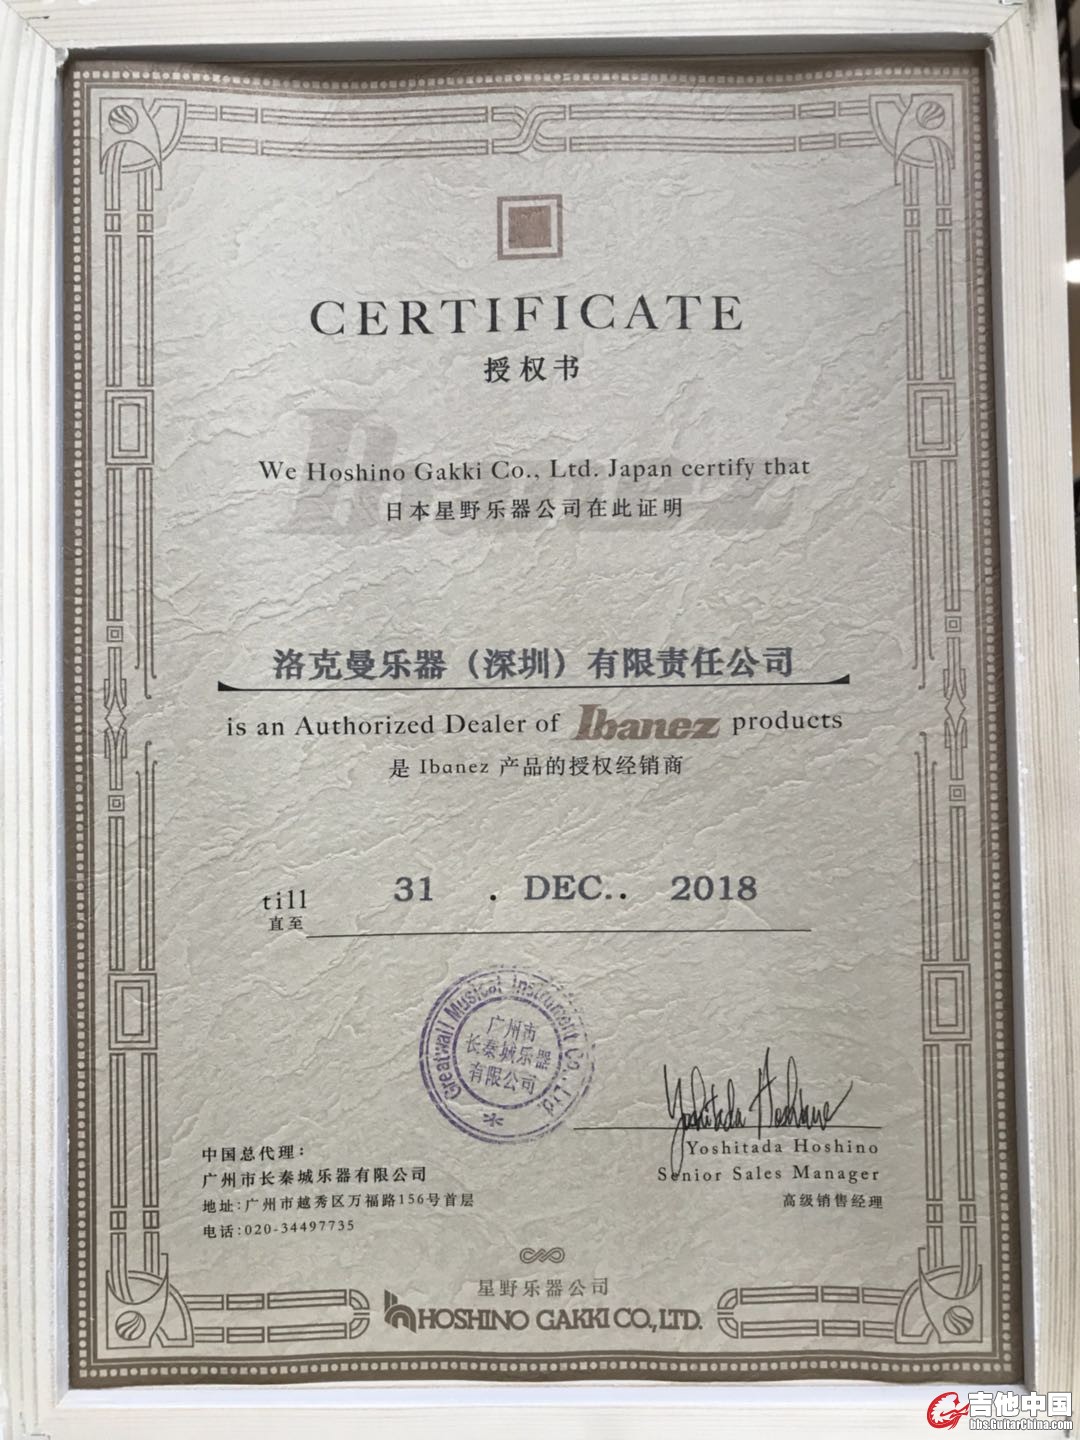 CERTIFICATE
授权书
We Hoshino Gakki Co., Ltd. Japan certify that
日本星野乐器公司在此证明
洛克曼乐器（深圳）有限责任公司
is an Authorized Dealer of Ibanez products
是 Ibanez 产品的授权经销商
till 31 . DEC.. 2018
直至
Greatwall Musical Instrument Co., Ltd.
广州市
长秦城乐器
有限公司
Yoshitada Hoshino
Yoshitada Hoshino
Senior Sales Manager
高级销售经理
中国总代理：
广州市长秦城乐器有限公司
地址:广州市越秀区万福路156号首层
电话:020-34497735
星野乐器公司
HOSHINO GAKKI CO., LTD.
吉他中国
bbs.GuitarChina.com